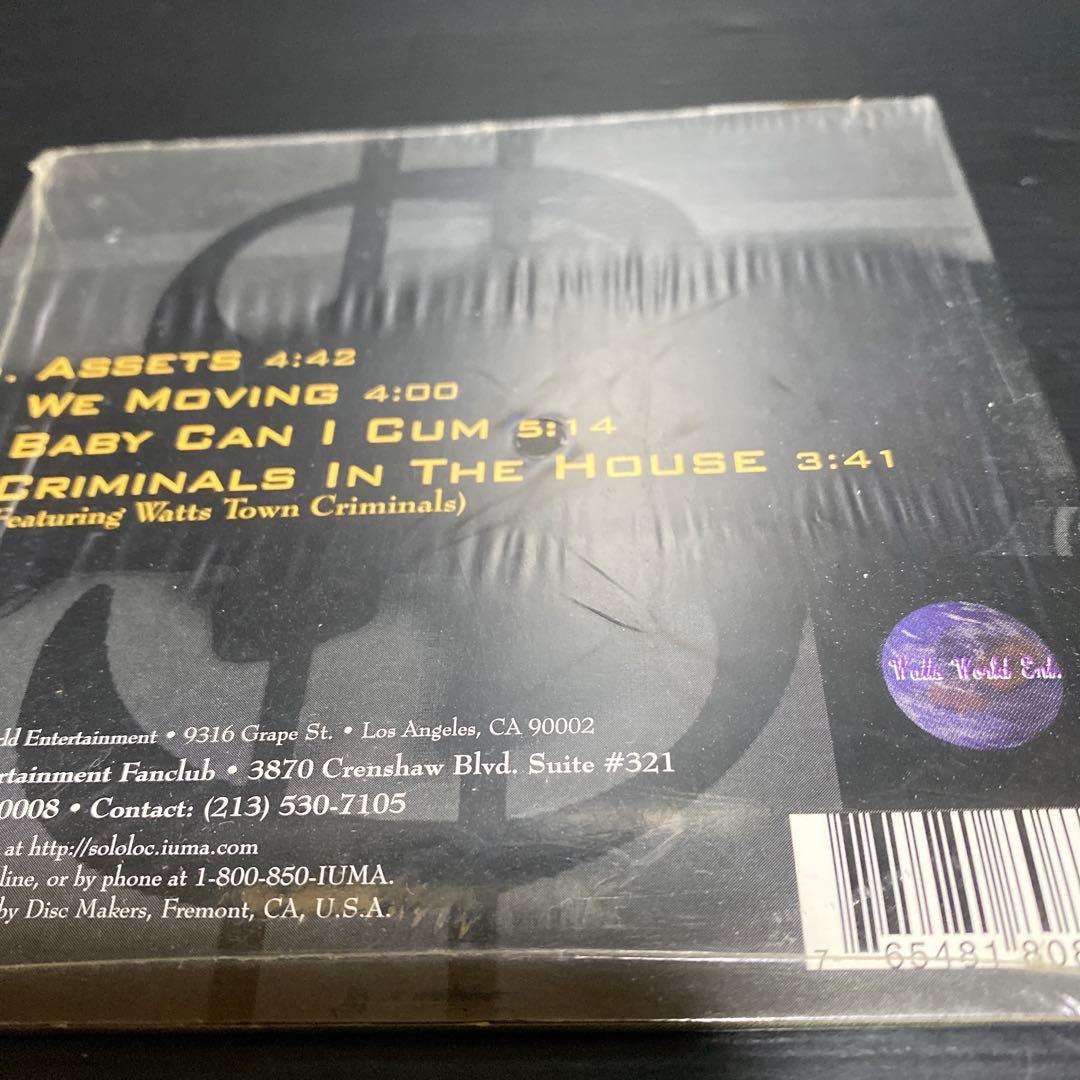 . ASSETS 4:42
WE MOVING 4:00
BABY CAN I CUM 5:14
CRIMINALS IN THE HOUSE 3:41
Featuring Watts Town Criminals)
Watts World Ent.
ld Entertainment • 9316 Grape St. • Los Angeles, CA 90002
rtainment Fanclub • 3870 Crenshaw Blvd. Suite #321
0008 • Contact: (213) 530-7105
at http://sololoc.iuma.com
line, or by phone at 1-800-850-IUMA.
by Disc Makers, Fremont, CA, U.S.A.
7 65481 808